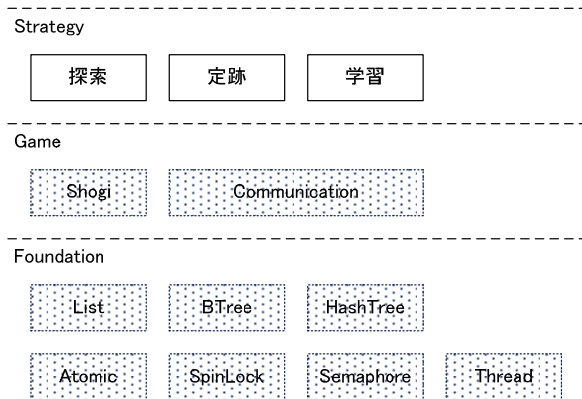 Strategy
探索 定跡 学習
Game
Shogi Communication
Foundation
List BTree HashTree
Atomic SpinLock Semaphore Thread